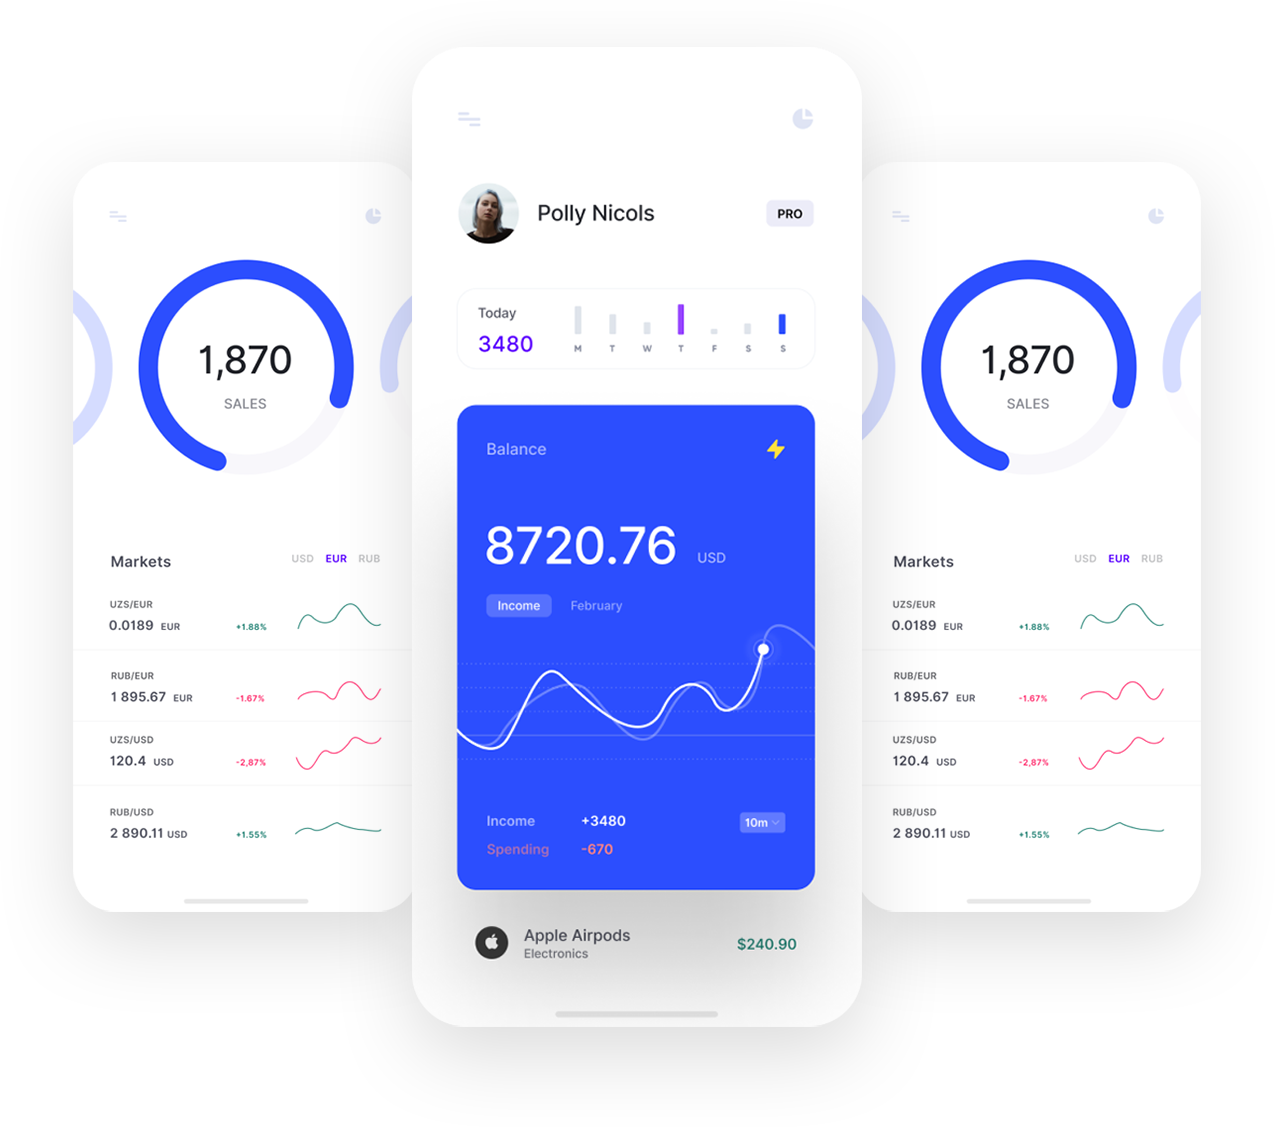 1,870
SALES
Markets USD EUR RUB
UZS/EUR
0.0189 EUR +1.88%
RUB/EUR
1 895.67 EUR -1.67%
UZS/USD
120.4 USD -2,87%
RUB/USD
2 890.11 USD +1.55%
Polly Nicols PRO
Today
3480
M T W T F S S
Balance
8720.76 USD
Income February
Income +3480 10m
Spending -670
Apple Airpods
Electronics
$240.90
1,870
SALES
Markets USD EUR RUB
UZS/EUR
0.0189 EUR +1.88%
RUB/EUR
1 895.67 EUR -1.67%
UZS/USD
120.4 USD -2,87%
RUB/USD
2 890.11 USD +1.55%